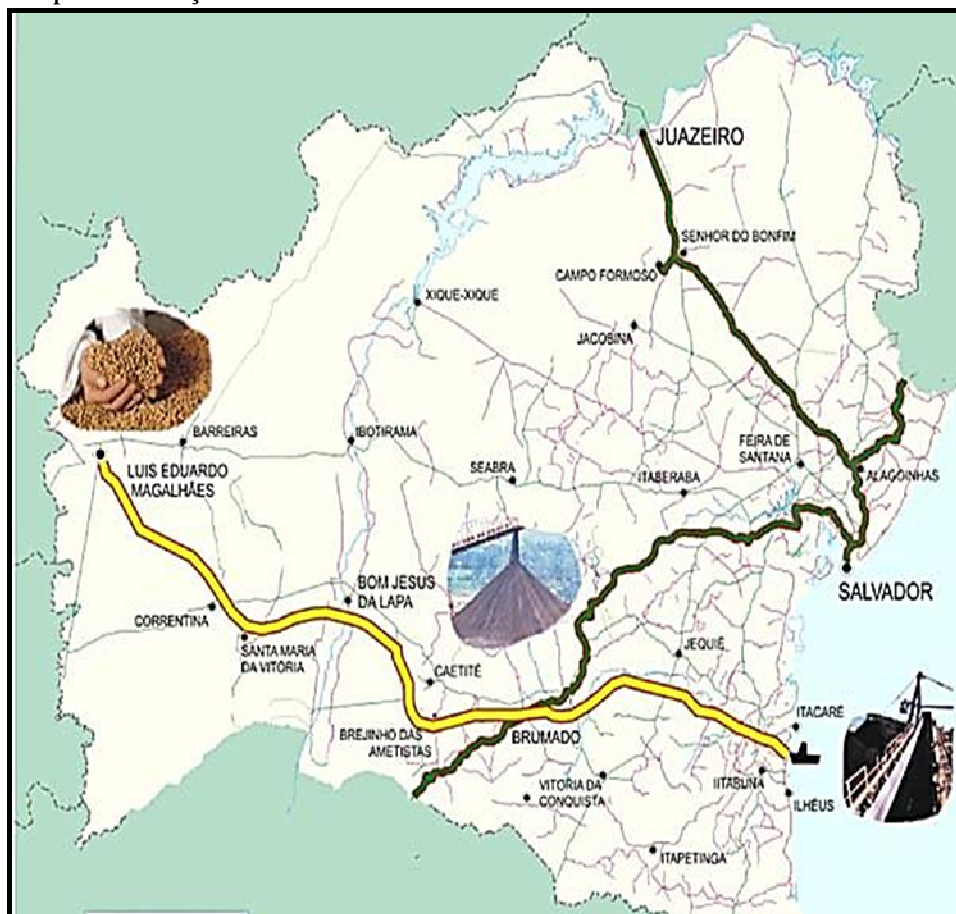 JUAZEIRO
SENHOR DO BONFIM
CAMPO FORMOSO
XIQUE-XIQUE
JACOBINA
BARREIRAS
IBOTIRAMA
FEIRA DE
SANTANA
LUIS EDUARDO
MAGALHÃES
SEABRA
ITABERABA
ALAGOINHAS
BOM JESUS
DA LAPA
SALVADOR
CORRENTINA
SANTA MARIA
DA VITÓRIA
JEQUIÉ
CAETITÉ
ITACARÉ
BREJINHO DAS
AMETISTAS
BRUMADO
VITORIA DA
CONQUISTA
IITABUNA
ILHÉUS
ITAPETINGA